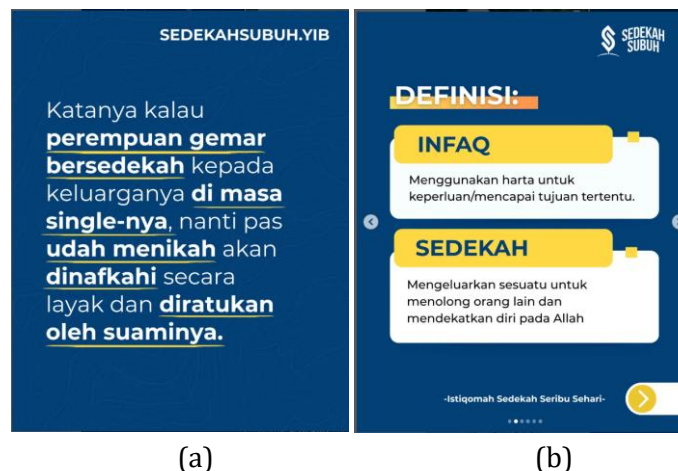 SEDEKAHSUBUH.YIB
Katanya kalau
perempuan gemar
bersedekah kepada
keluarganya di masa
single-nya, nanti pas
udah menikah akan
dinafkahi secara
layak dan diratukan
oleh suaminya.
(a)
SEDEKAH
SUBUH
DEFINISI:
INFAQ
Menggunakan harta untuk
keperluan/mencapai tujuan tertentu.
SEDEKAH
Mengeluarkan sesuatu untuk
menolong orang lain dan
mendekatkan diri pada Allah
-Istiqomah Sedekah Seribu Sehari-
(b)